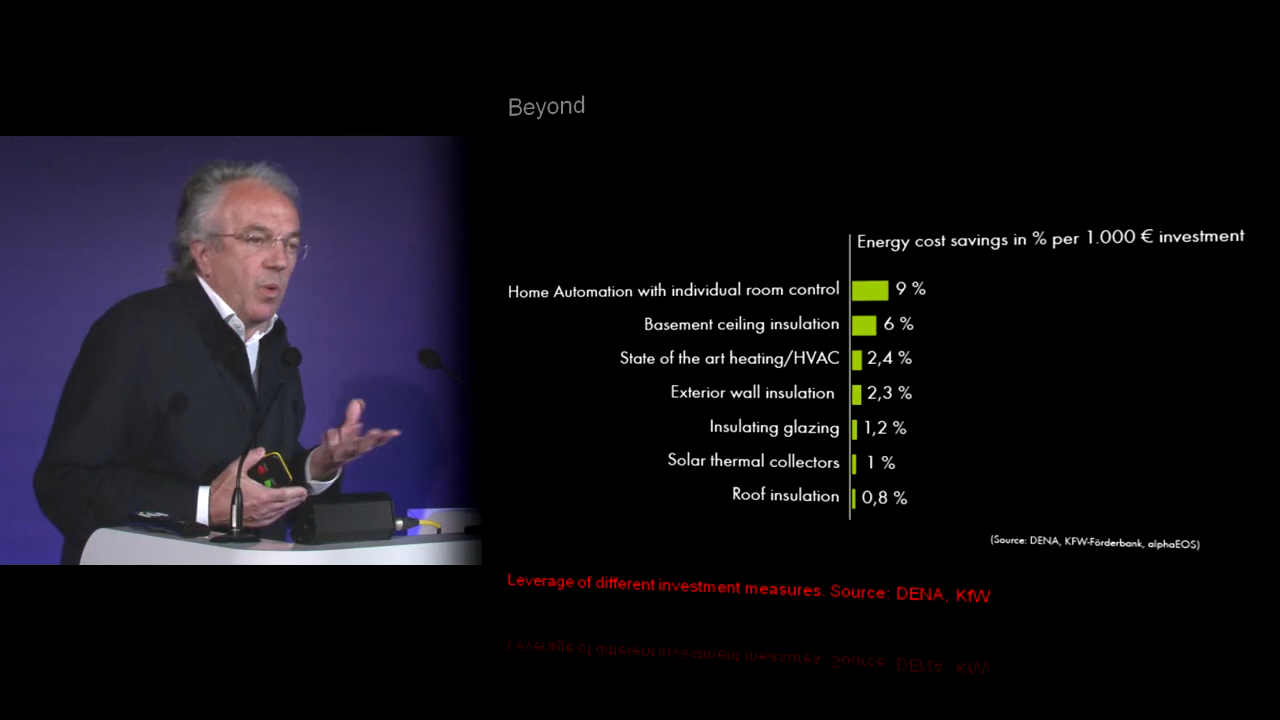 Beyond
Energy cost savings in % per 1.000 € investment
Home Automation with individual room control 9 %
Basement ceiling insulation 6 %
State of the art heating/HVAC 2,4 %
Exterior wall insulation 2,3 %
Insulating glazing 1,2 %
Solar thermal collectors 1 %
Roof insulation 0,8 %
(Source: DENA, KFW-Förderbank, alphaEOS)
Leverage of different investment measures. Source: DENA, KfW